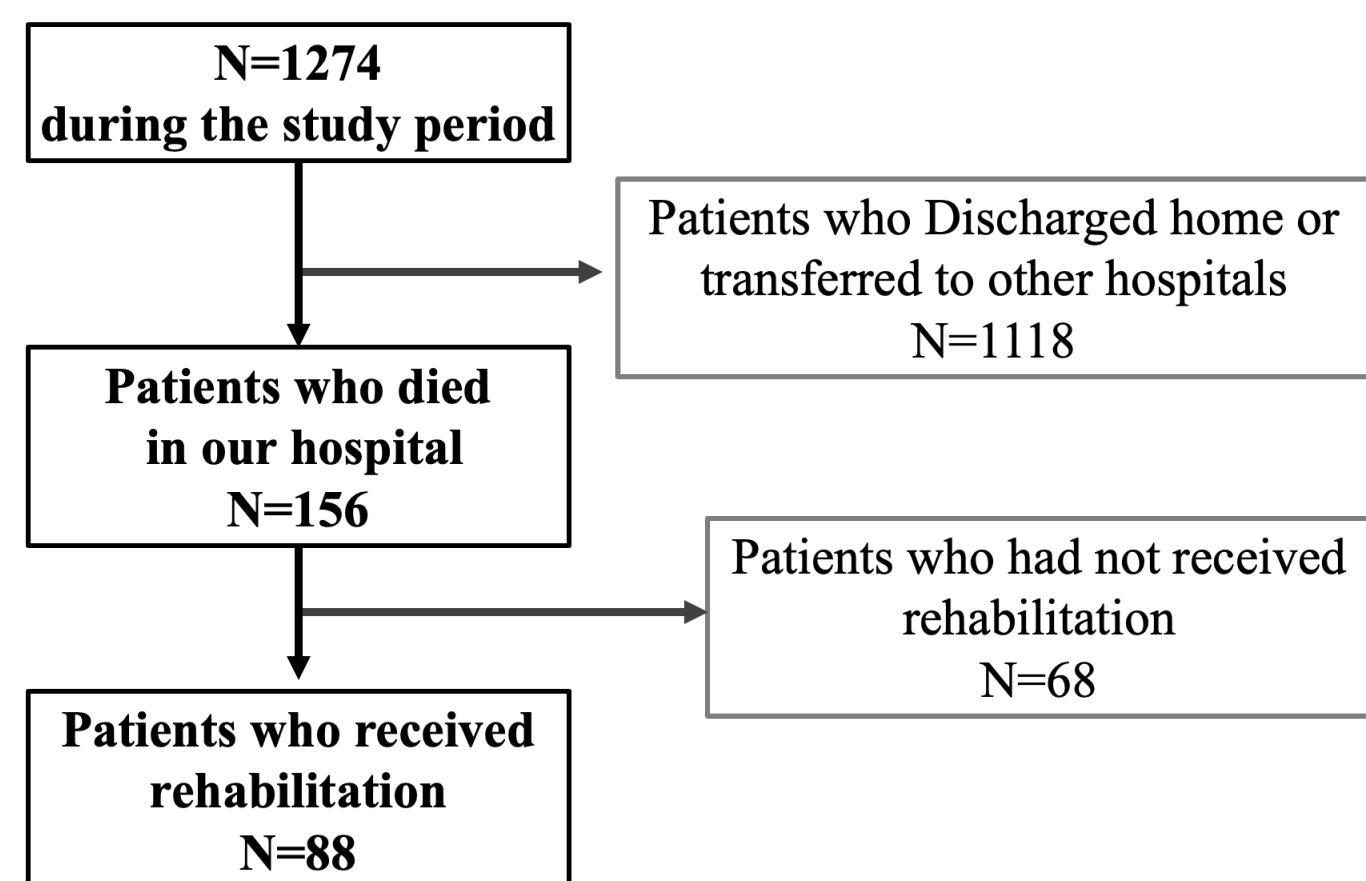 N=1274
during the study period
Patients who Discharged home or
transferred to other hospitals
N=1118
Patients who died
in our hospital
N=156
Patients who had not received
rehabilitation
N=68
Patients who received
rehabilitation
N=88